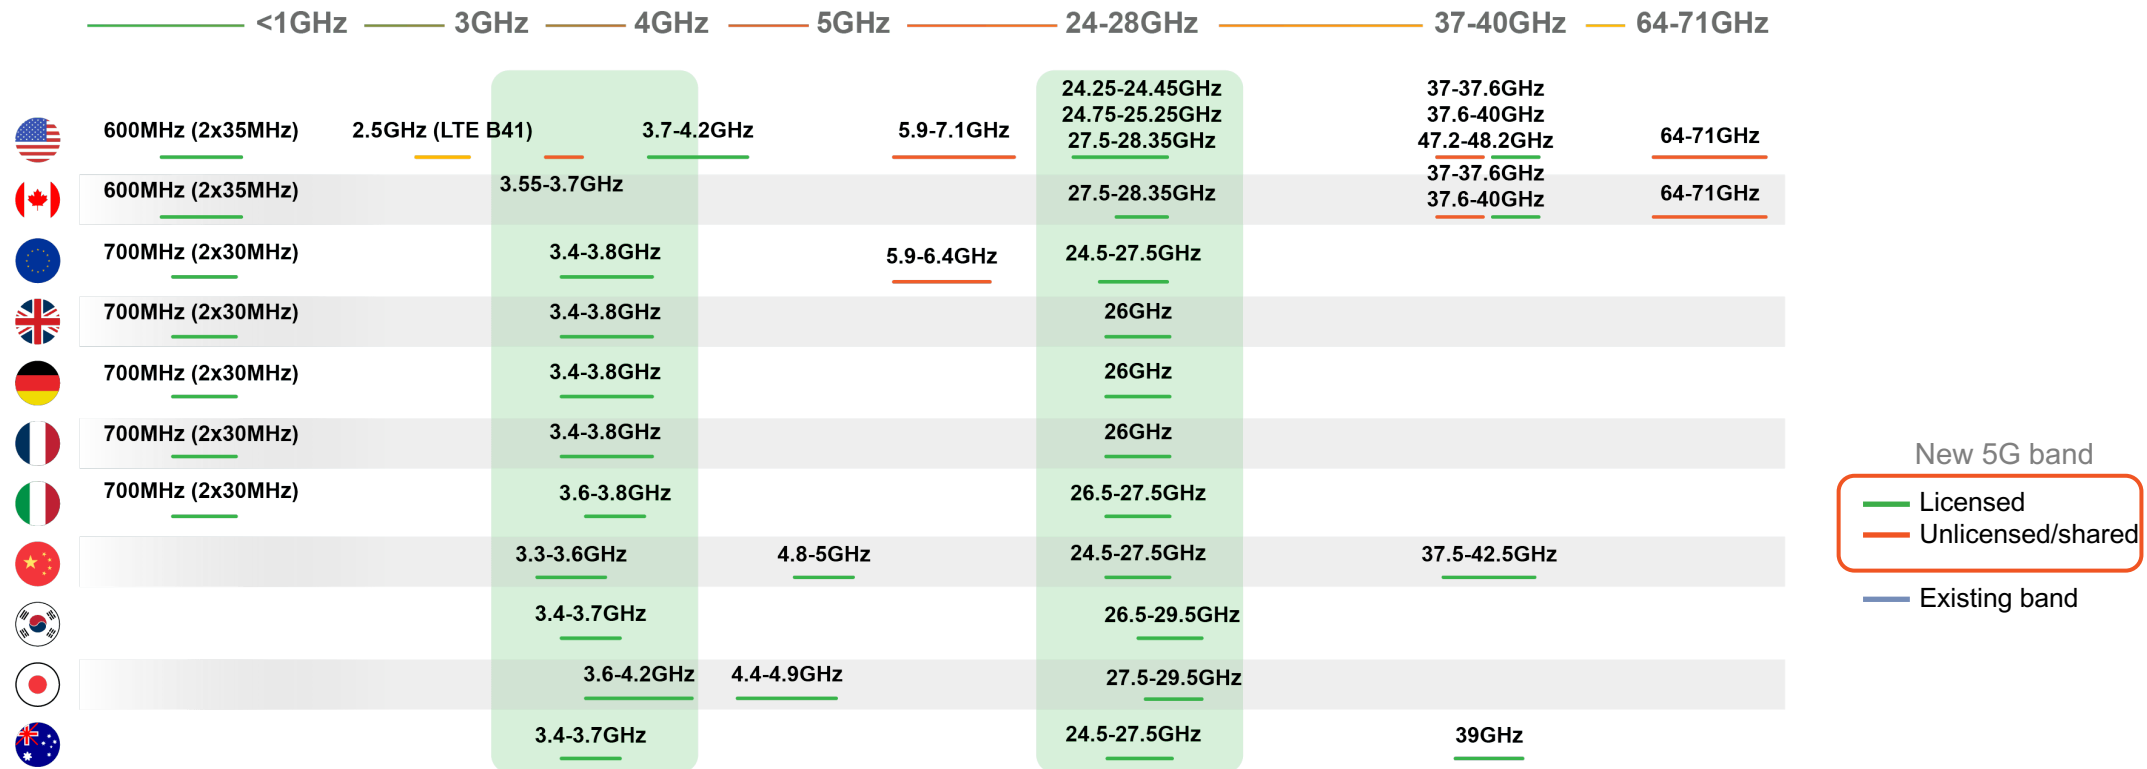 <1GHz 3GHz 4GHz 5GHz 24-28GHz 37-40GHz 64-71GHz
24.25-24.45GHz 37-37.6GHz
24.75-25.25GHz 37.6-40GHz
600MHz (2x35MHz) 2.5GHz (LTE B41) 3.7-4.2GHz 5.9-7.1GHz 27.5-28.35GHz 47.2-48.2GHz 64-71GHz
3.55-3.7GHz 37-37.6GHz
600MHz (2x35MHz) 27.5-28.35GHz 37.6-40GHz 64-71GHz
700MHz (2x30MHz) 3.4-3.8GHz 5.9-6.4GHz 24.5-27.5GHz
700MHz (2x30MHz) 3.4-3.8GHz 26GHz
700MHz (2x30MHz) 3.4-3.8GHz 26GHz
700MHz (2x30MHz) 3.4-3.8GHz 26GHz
700MHz (2x30MHz) 3.6-3.8GHz 26.5-27.5GHz
3.3-3.6GHz 4.8-5GHz 24.5-27.5GHz 37.5-42.5GHz
3.4-3.7GHz 26.5-29.5GHz
3.6-4.2GHz 4.4-4.9GHz 27.5-29.5GHz
3.4-3.7GHz 24.5-27.5GHz 39GHz
New 5G band
Licensed
Unlicensed/shared
Existing band